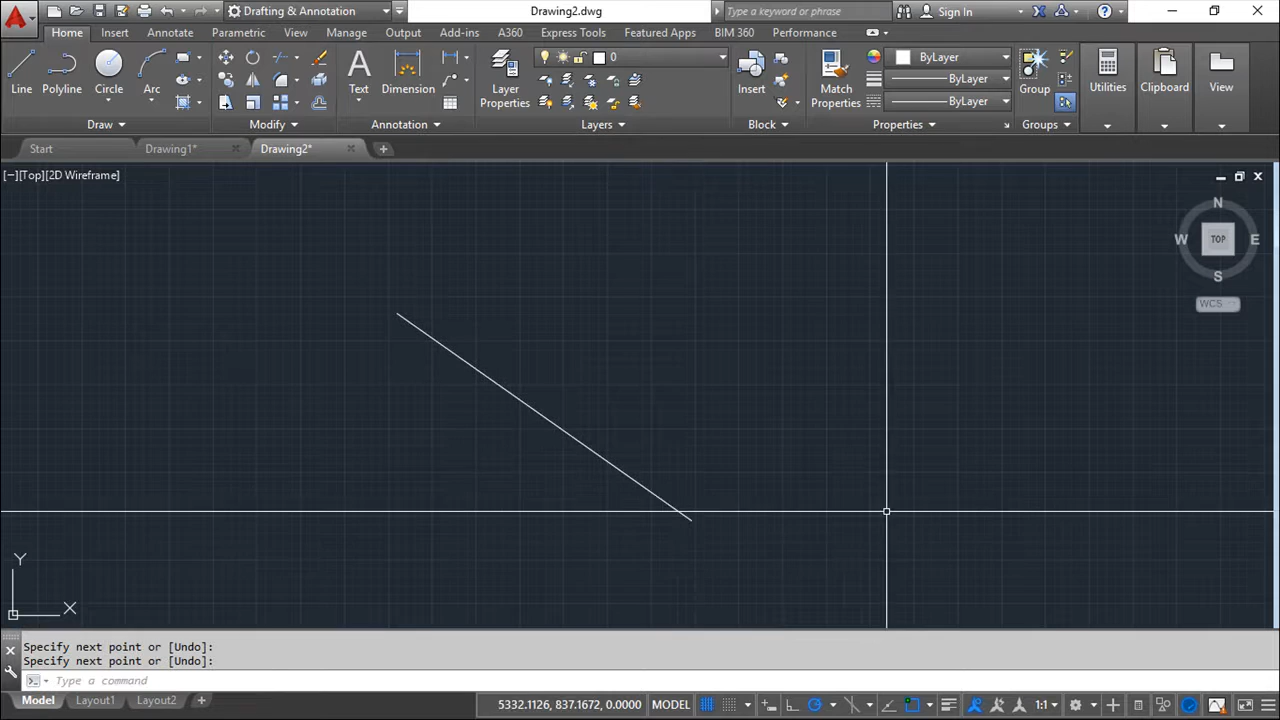 Drafting & Annotation
Drawing2.dwg
Type a keyword or phrase
Sign In
Home Insert Annotate Parametric View Manage Output Add-ins A360 Express Tools Featured Apps BIM 360 Performance
0
ByLayer
ByLayer
ByLayer
Line Polyline Circle Arc Text Dimension Layer Properties Insert Match Properties Group Utilities Clipboard View
Draw Modify Annotation Layers Block Properties Groups
Start Drawing1* Drawing2*
[−][Top][2D Wireframe]
N
W TOP E
S
WCS
Y
X
Specify next point or [Undo]:
Specify next point or [Undo]:
Type a command
Model Layout1 Layout2 5332.1126, 837.1672, 0.0000 MODEL 1:1